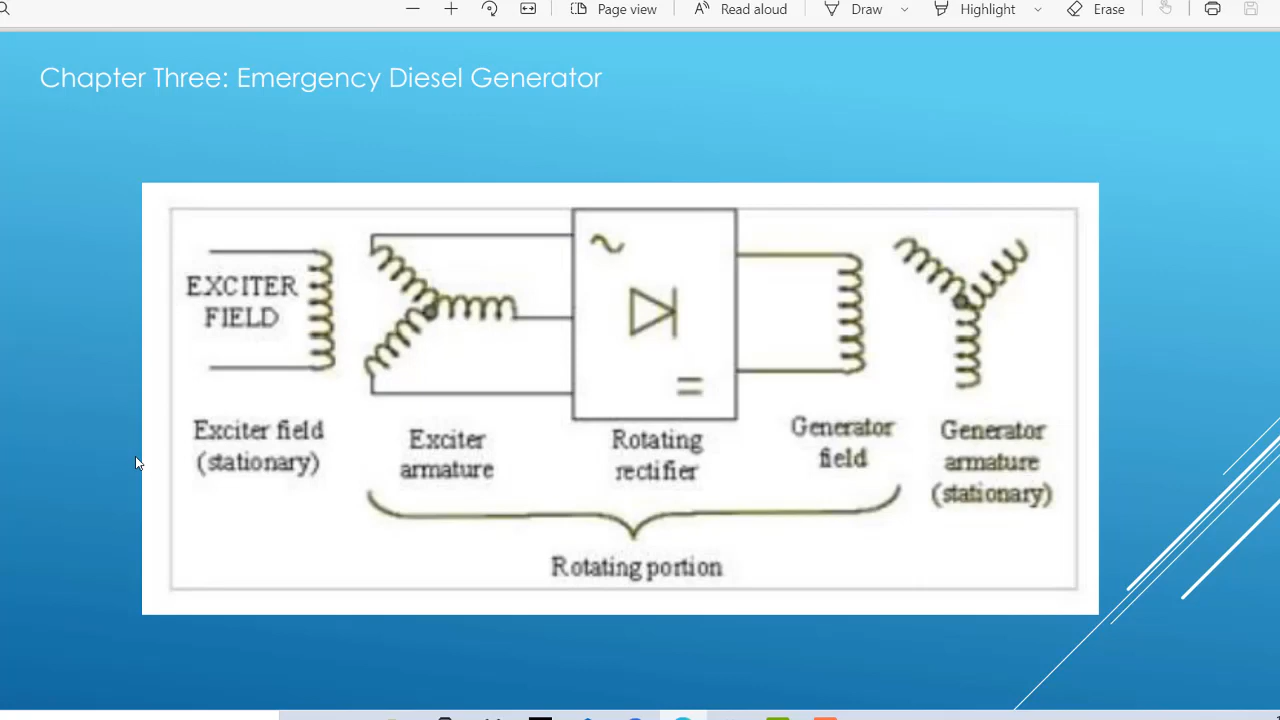 Page view Read aloud Draw Highlight Erase
Chapter Three: Emergency Diesel Generator
EXCITER
FIELD
Exciter field
(stationary)
Exciter
armature
Rotating
rectifier
Generator
field
Generator
armature
(stationary)
Rotating portion